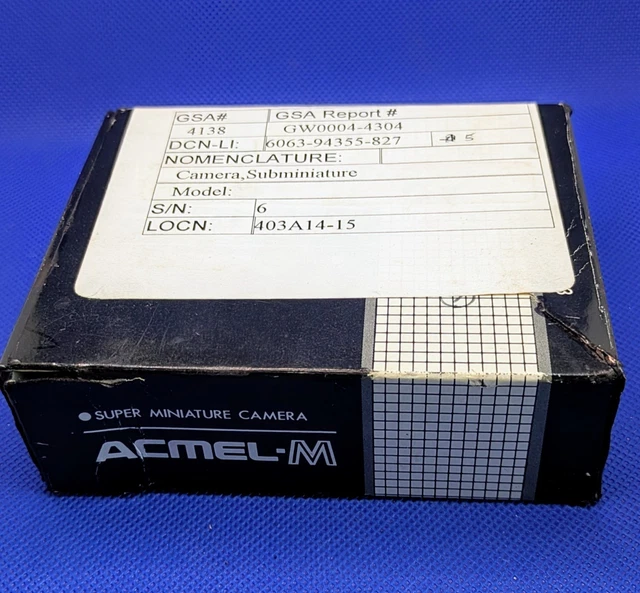 GSA# GSA Report #
4138 GW0004-4304
DCN-LI: 6063-94355-827
NOMENCLATURE:
Camera,Subminiature
Model:
S/N: 6
LOCN: 403A14-15
SUPER MINIATURE CAMERA
ACMEL-M